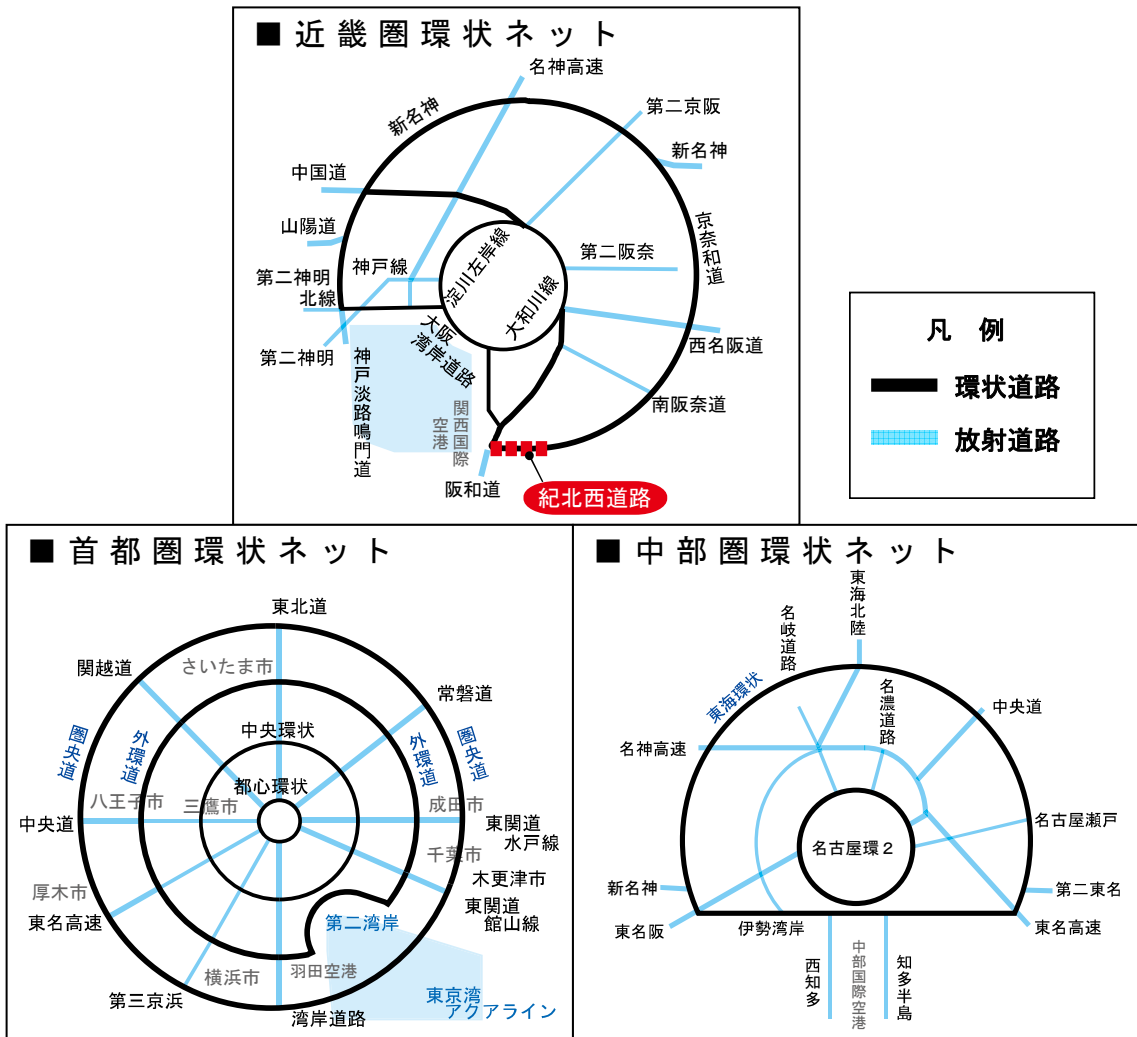 ■ 近畿圏環状ネット
名神高速
新名神
第二京阪
新名神
中国道
山陽道
京奈和道
第二阪奈
神戸線
第二神明
北線
淀川左岸線
大和川線
大阪
湾岸道路
第二神明
神戸淡路鳴門道
西名阪道
南阪奈道
関西国際
空港
阪和道
紀北西道路
凡 例
環状道路
放射道路
■ 首都圏環状ネット
東北道
関越道
さいたま市
常磐道
中央環状
圏央道
外環道
外環道
圏央道
都心環状
八王子市
三鷹市
成田市
中央道
東関道
水戸線
千葉市
木更津市
厚木市
東名高速
東関道
館山線
第二湾岸
横浜市
羽田空港
第三京浜
東京湾
アクアライン
湾岸道路
■ 中部圏環状ネット
東海北陸
名岐道路
東海環状
名濃道路
中央道
名神高速
名古屋瀬戸
名古屋環2
新名神
第二東名
東名阪
伊勢湾岸
東名高速
西知多
中部国際空港
知多半島